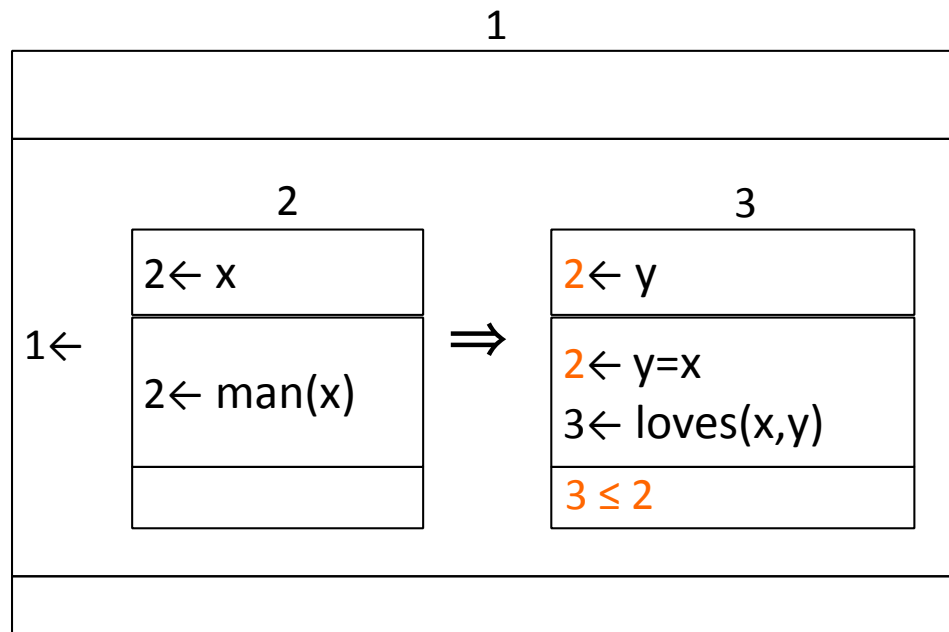 1
2 3
2← x 2← y
1← 2← man(x) ⇒ 2← y=x
3← loves(x,y)
3 ≤ 2